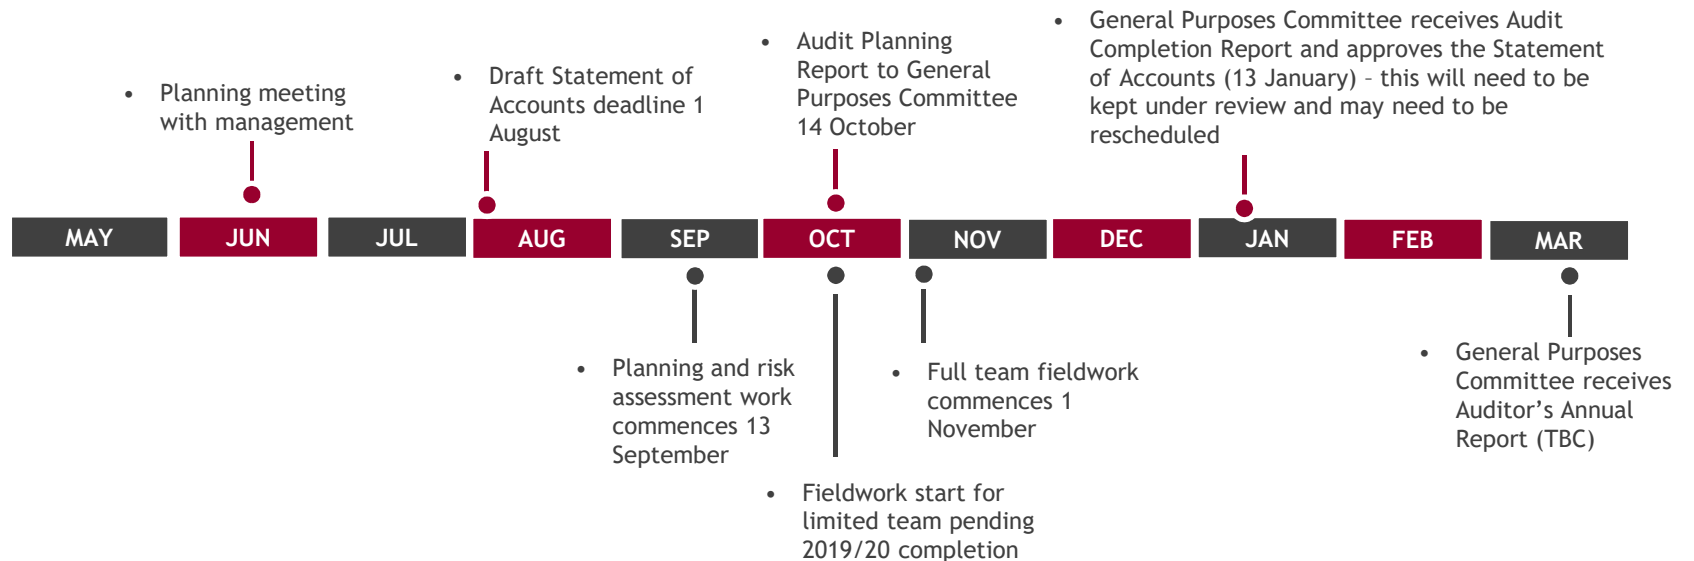 • Planning meeting
with management
• Draft Statement of
Accounts deadline 1
August
• Audit Planning
Report to General
Purposes Committee
14 October
• General Purposes Committee receives Audit
Completion Report and approves the Statement
of Accounts (13 January) – this will need to be
kept under review and may need to be
rescheduled
MAY JUN JUL AUG SEP OCT NOV DEC JAN FEB MAR
• Planning and risk
assessment work
commences 13
September
• Fieldwork start for
limited team pending
2019/20 completion
• Full team fieldwork
commences 1
November
• General Purposes
Committee receives
Auditor’s Annual
Report (TBC)